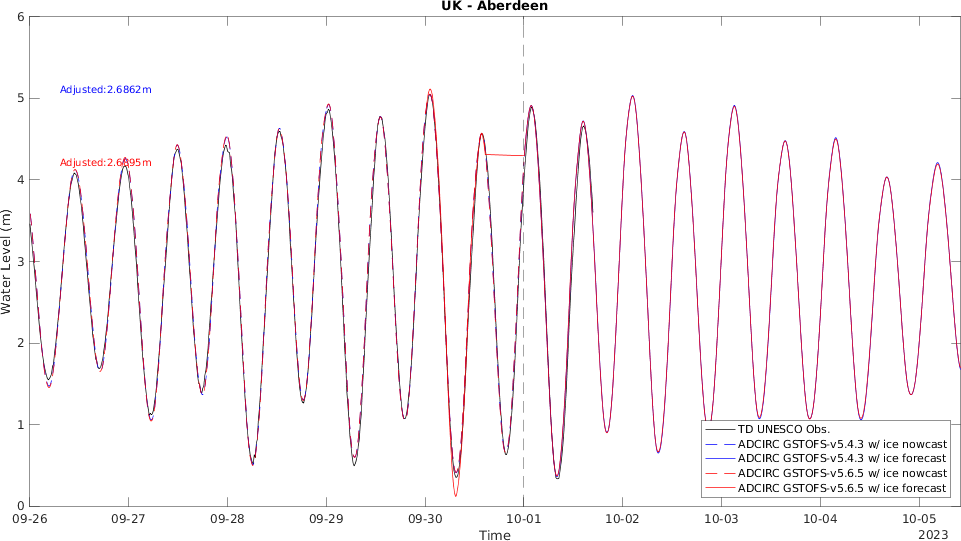 UK - Aberdeen
6
5
4
3
2
1
0
Water Level (m)
Adjusted:2.6862m
TD UNESCO Obs.
ADCIRC GSTOFS-v5.4.3 w/ ice nowcast
ADCIRC GSTOFS-v5.4.3 w/ ice forecast
ADCIRC GSTOFS-v5.6.5 w/ ice nowcast
ADCIRC GSTOFS-v5.6.5 w/ ice forecast
09-26 09-27 09-28 09-29 09-30 10-01 10-02 10-03 10-04 10-05
Time
2023